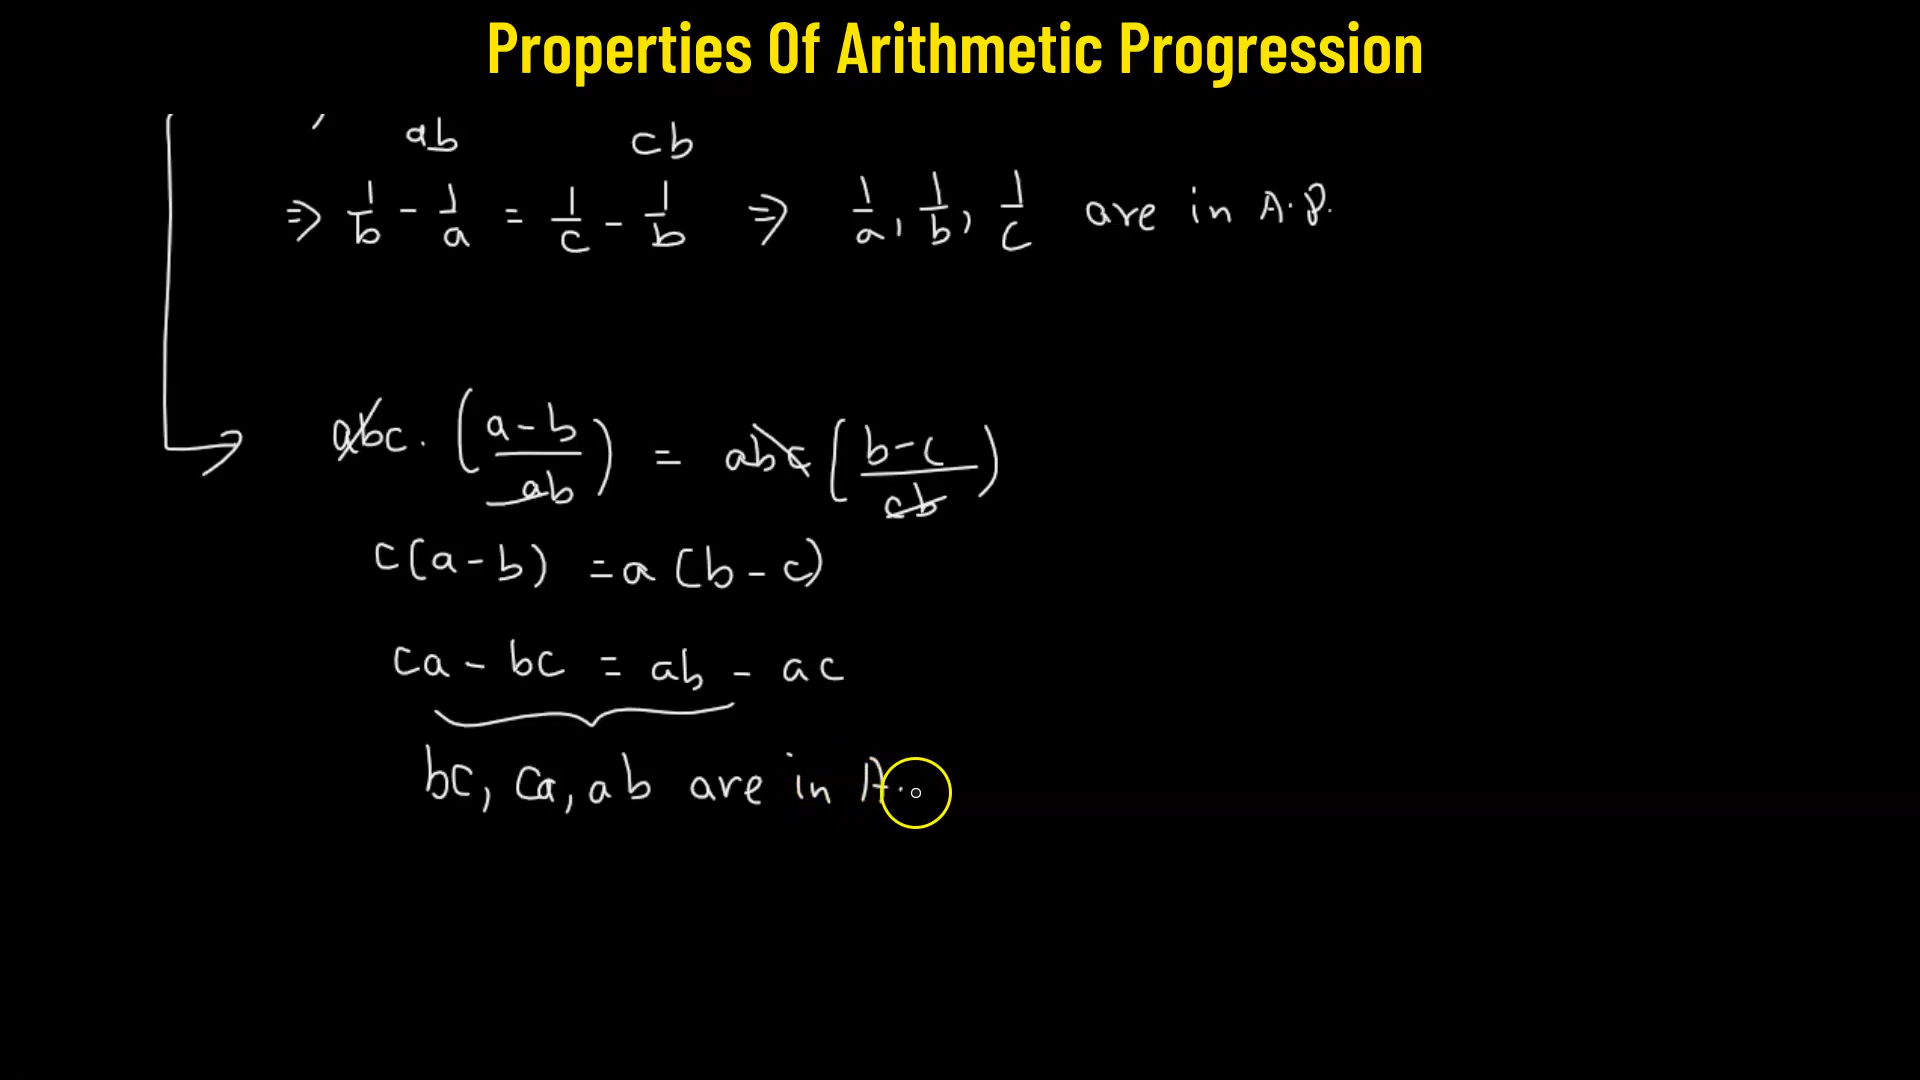 Properties Of Arithmetic Progression
ab cb
⇒ 1/b - 1/a = 1/c - 1/b ⇒ 1/a, 1/b, 1/c are in A.P.
abc. (a-b/ab) = abc (b-c/cb)
c(a-b) = a(b-c)
ca - bc = ab - ac
bc, ca, ab are in A.